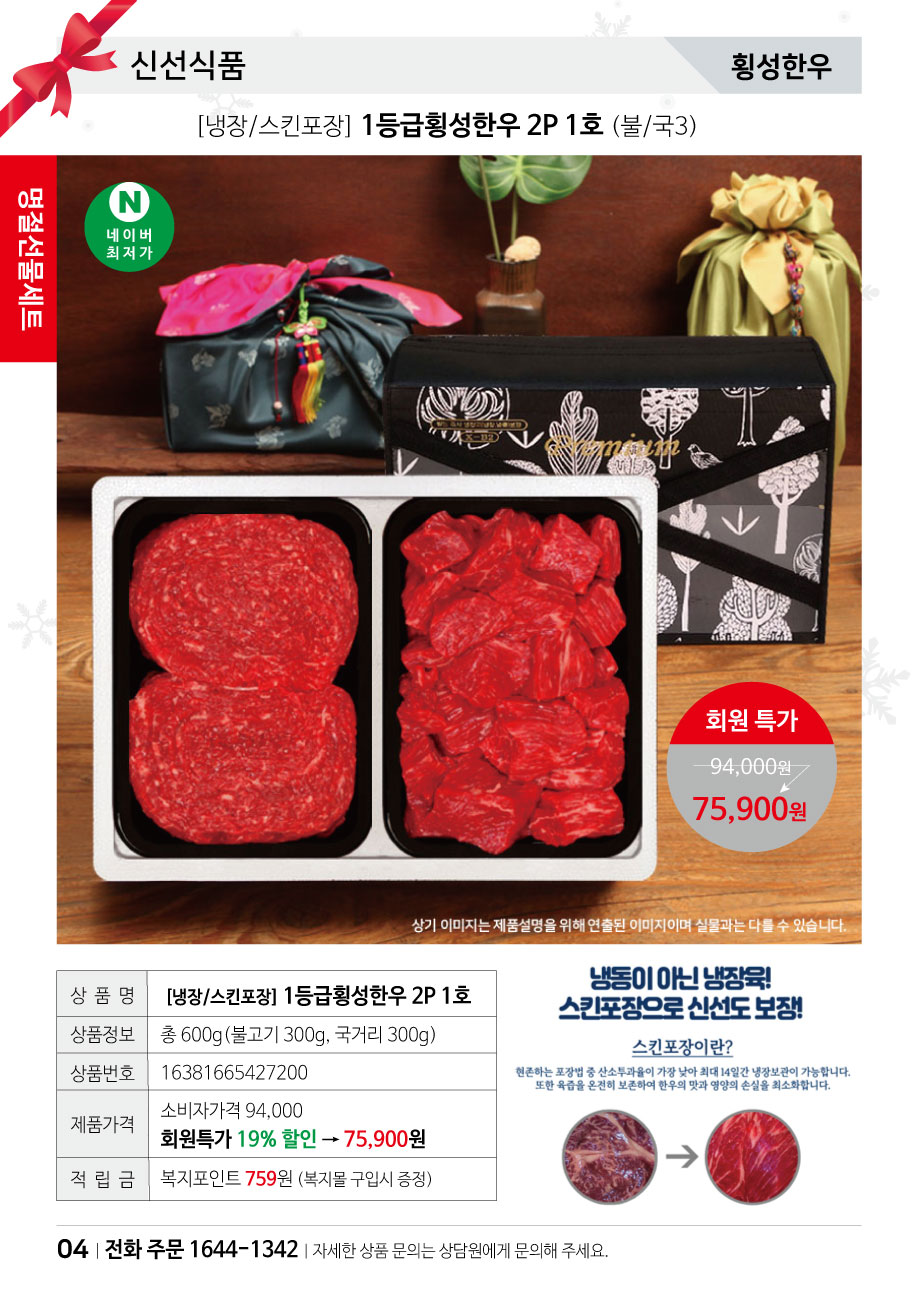 신선식품
횡성한우
[냉장/스킨포장] 1등급횡성한우 2P 1호 (불/국3)
명절선물세트
N
네이버
최저가
X-B2
Premium
회원 특가
94,000원
75,900원
상기 이미지는 제품설명을 위해 연출된 이미지이며 실물과는 다를 수 있습니다.
상 품 명 [냉장/스킨포장] 1등급횡성한우 2P 1호
상품정보 총 600g(불고기 300g, 국거리 300g)
상품번호 16381665427200
제품가격 소비자가격 94,000
회원특가 19% 할인 → 75,900원
적 립 금 복지포인트 759원 (복지몰 구입시 증정)
냉동이 아닌 냉장육!
스킨포장으로 신선도 보장!
스킨포장이란?
현존하는 포장법 중 산소투과율이 가장 낮아 최대 14일간 냉장보관이 가능합니다.
또한 육즙을 온전히 보존하여 한우의 맛과 영양의 손실을 최소화합니다.
04 | 전화 주문 1644-1342 | 자세한 상품 문의는 상담원에게 문의해 주세요.